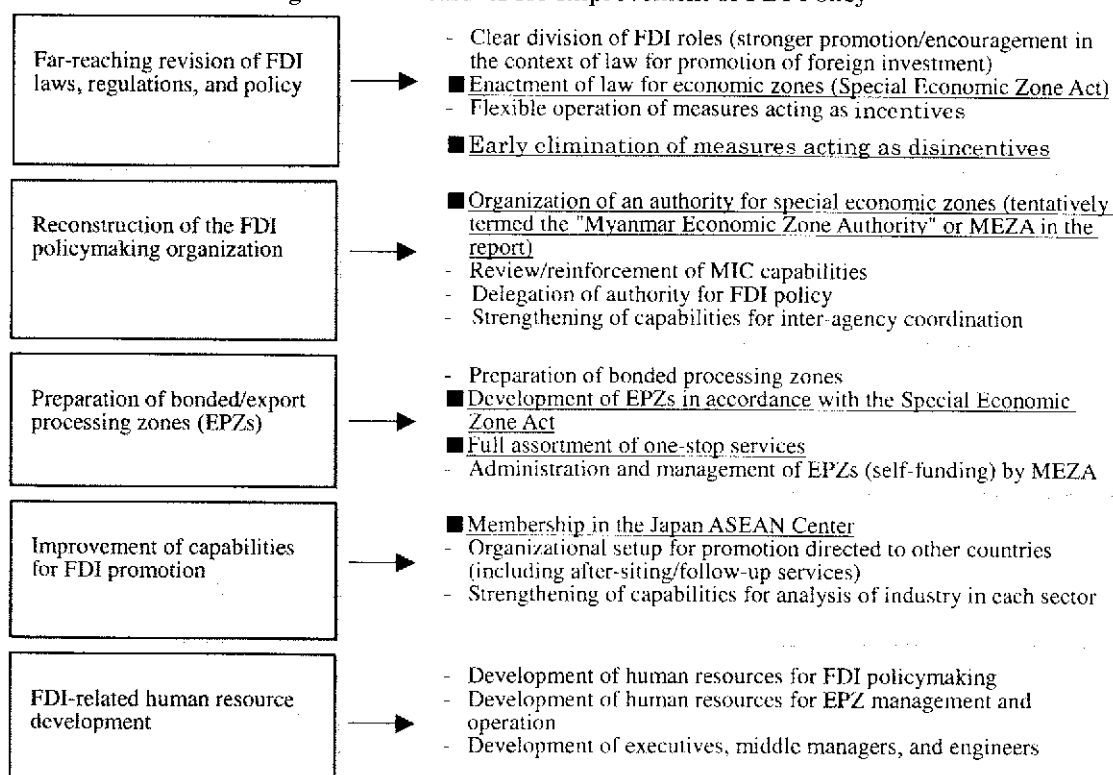 Far-reaching revision of FDI
laws, regulations, and policy
- Clear division of FDI roles (stronger promotion/encouragement in
the context of law for promotion of foreign investment)
■ Enactment of law for economic zones (Special Economic Zone Act)
- Flexible operation of measures acting as incentives
■ Early elimination of measures acting as disincentives
Reconstruction of the FDI
policymaking organization
■ Organization of an authority for special economic zones (tentatively
termed the "Myanmar Economic Zone Authority" or MEZA in the
report)
- Review/reinforcement of MIC capabilities
- Delegation of authority for FDI policy
- Strengthening of capabilities for inter-agency coordination
Preparation of bonded/export
processing zones (EPZs)
- Preparation of bonded processing zones
■ Development of EPZs in accordance with the Special Economic
Zone Act
■ Full assortment of one-stop services
- Administration and management of EPZs (self-funding) by MEZA
Improvement of capabilities
for FDI promotion
■ Membership in the Japan ASEAN Center
- Organizational setup for promotion directed to other countries
(including after-siting/follow-up services)
- Strengthening of capabilities for analysis of industry in each sector
FDI-related human resource
development
- Development of human resources for FDI policymaking
- Development of human resources for EPZ management and
operation
- Development of executives, middle managers, and engineers